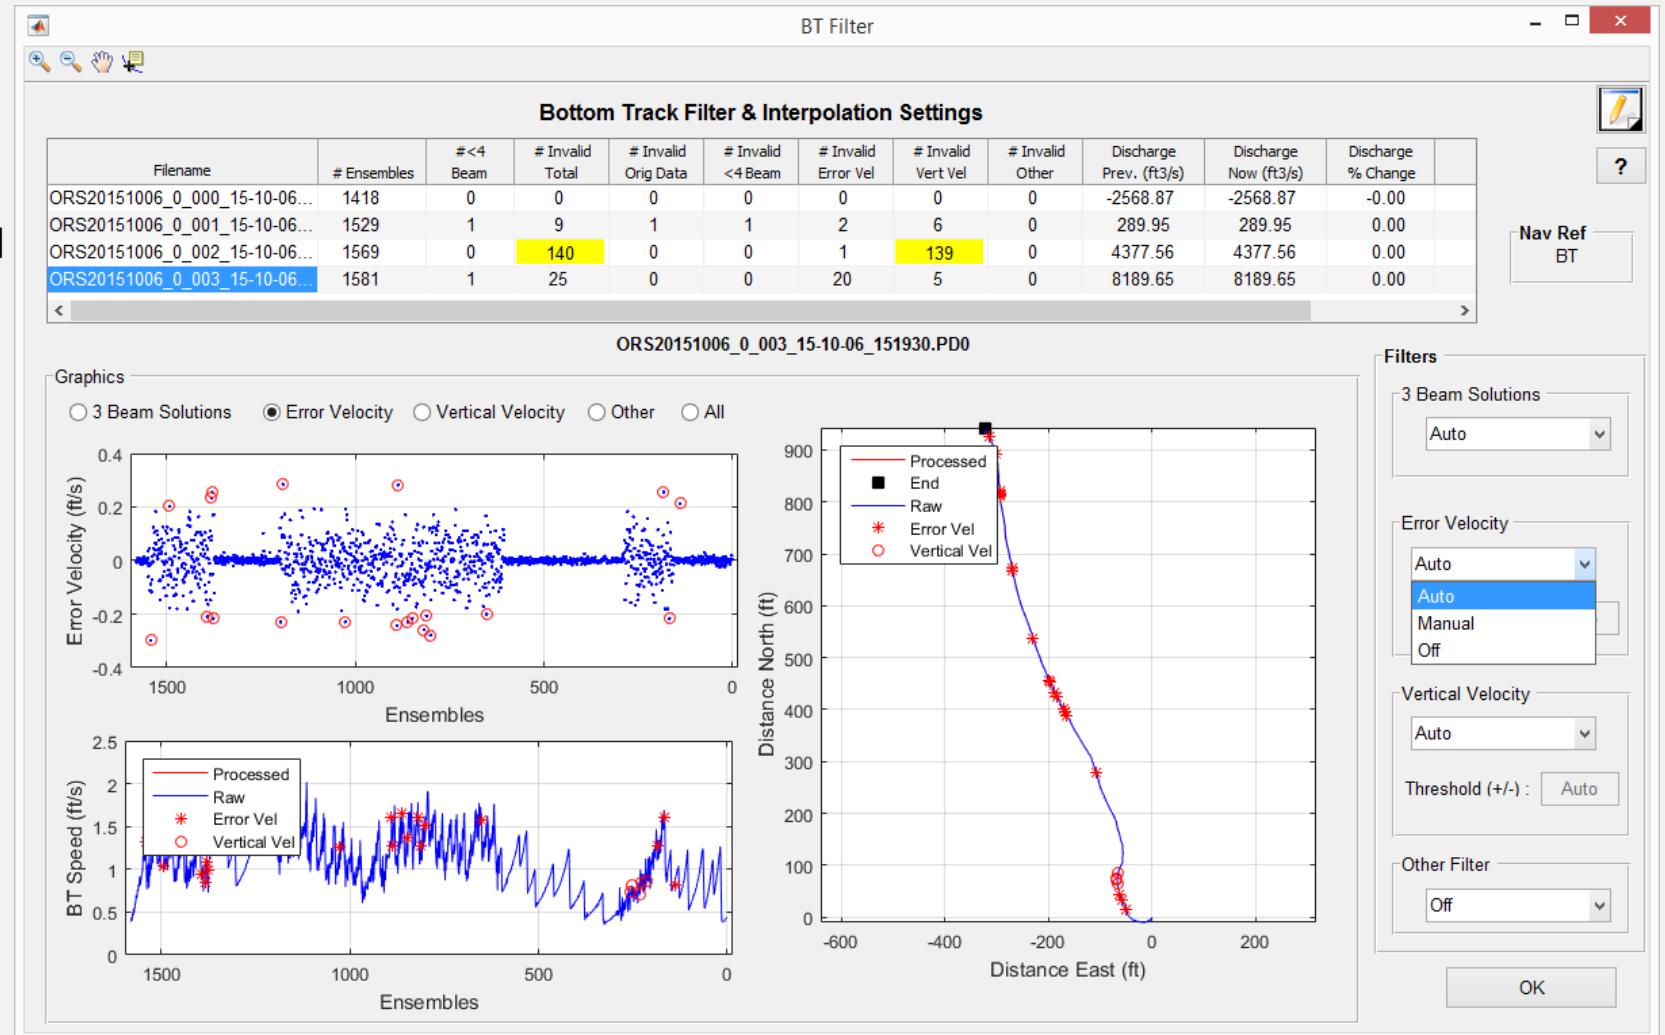 BT Filter
Bottom Track Filter & Interpolation Settings
Filename # Ensembles #<4 Beam # Invalid Total # Invalid Orig Data # Invalid <4 Beam # Invalid Error Vel # Invalid Vert Vel # Invalid Other Discharge Prev. (ft3/s) Discharge Now (ft3/s) Discharge % Change
ORS20151006_0_000_15-10-06... 1418 0 0 0 0 0 0 0 -2568.87 -2568.87 -0.00
ORS20151006_0_001_15-10-06... 1529 1 9 1 1 2 6 0 289.95 289.95 0.00
ORS20151006_0_002_15-10-06... 1569 0 140 0 0 1 139 0 4377.56 4377.56 0.00
ORS20151006_0_003_15-10-06... 1581 1 25 0 0 20 5 0 8189.65 8189.65 0.00
?
Nav Ref
BT
ORS20151006_0_003_15-10-06_151930.PD0
Graphics
3 Beam Solutions Error Velocity Vertical Velocity Other All
0.4
0.2
0
-0.2
-0.4
Error Velocity (ft/s)
1500 1000 500 0
Ensembles
2.5
2
1.5
1
0.5
0
BT Speed (ft/s)
Processed
Raw
Error Vel
Vertical Vel
1500 1000 500 0
Ensembles
900
800
700
600
500
400
300
200
100
0
Distance North (ft)
Processed
End
Raw
Error Vel
Vertical Vel
-600 -400 -200 0 200
Distance East (ft)
Filters
3 Beam Solutions
Auto
Error Velocity
Auto
Auto
Manual
Off
Vertical Velocity
Auto
Threshold (+/-) : Auto
Other Filter
Off
OK